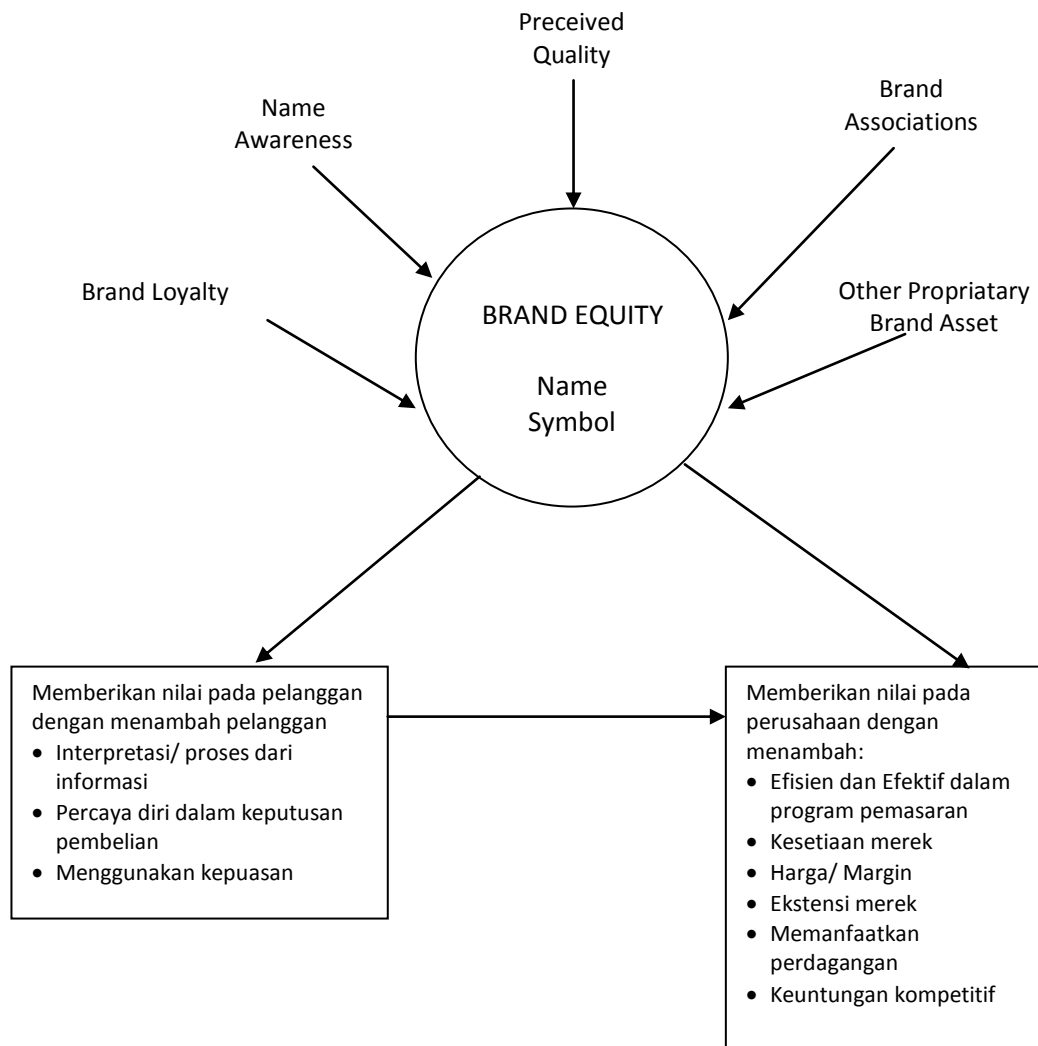 Preceived
Quality
Name
Awareness
Brand
Associations
Brand Loyalty
Other Propriatary
Brand Asset
BRAND EQUITY
Name
Symbol
Memberikan nilai pada pelanggan
dengan menambah pelanggan
• Interpretasi/ proses dari
informasi
• Percaya diri dalam keputusan
pembelian
• Menggunakan kepuasan
Memberikan nilai pada
perusahaan dengan
menambah:
• Efisien dan Efektif dalam
program pemasaran
• Kesetiaan merek
• Harga/ Margin
• Ekstensi merek
• Memanfaatkan
perdagangan
• Keuntungan kompetitif